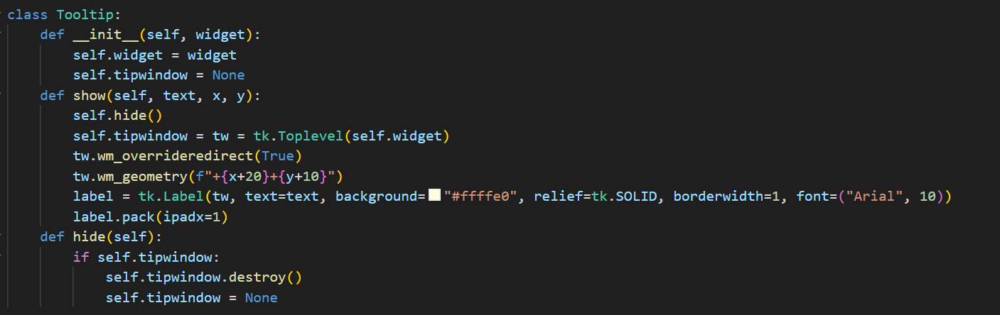 class Tooltip:
    def __init__(self, widget):
        self.widget = widget
        self.tipwindow = None
    def show(self, text, x, y):
        self.hide()
        self.tipwindow = tw = tk.Toplevel(self.widget)
        tw.wm_overrideredirect(True)
        tw.wm_geometry(f"+{x+20}+{y+10}")
        label = tk.Label(tw, text=text, background="#ffffe0", relief=tk.SOLID, borderwidth=1, font=("Arial", 10))
        label.pack(ipadx=1)
    def hide(self):
        if self.tipwindow:
            self.tipwindow.destroy()
            self.tipwindow = None